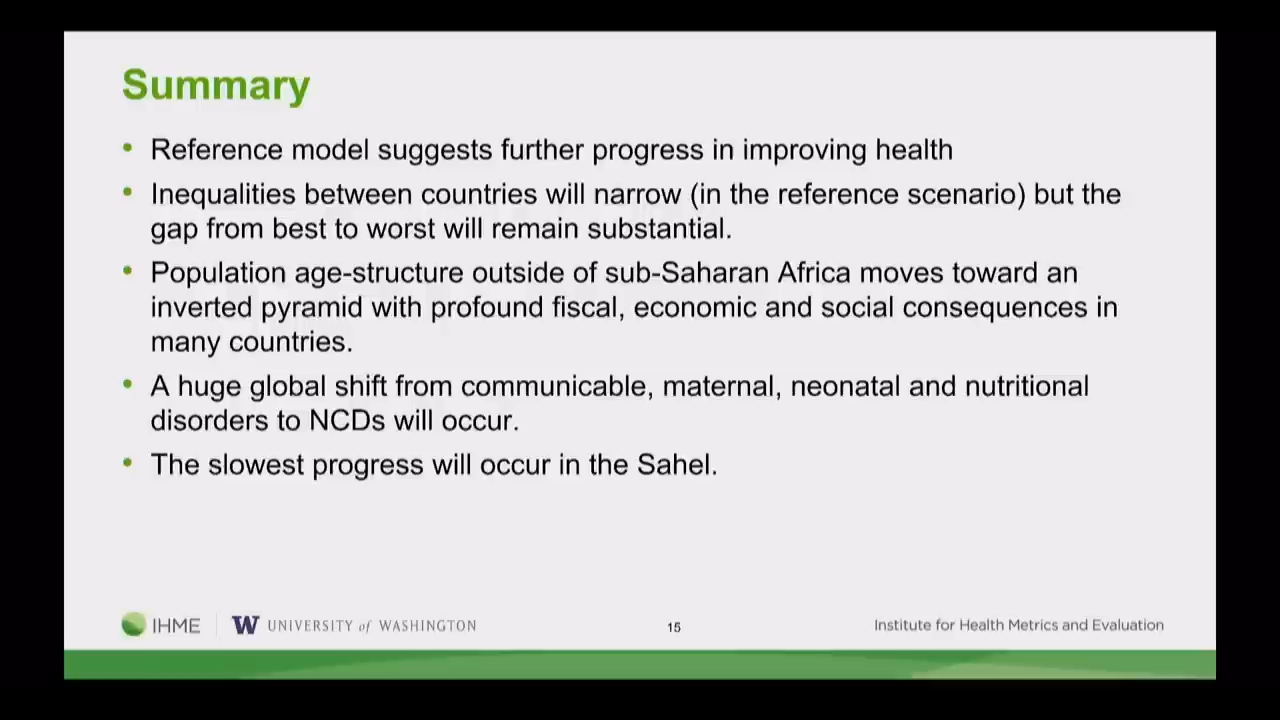 Summary
• Reference model suggests further progress in improving health
• Inequalities between countries will narrow (in the reference scenario) but the
gap from best to worst will remain substantial.
• Population age-structure outside of sub-Saharan Africa moves toward an
inverted pyramid with profound fiscal, economic and social consequences in
many countries.
• A huge global shift from communicable, maternal, neonatal and nutritional
disorders to NCDs will occur.
• The slowest progress will occur in the Sahel.
IHME W UNIVERSITY of WASHINGTON 15 Institute for Health Metrics and Evaluation